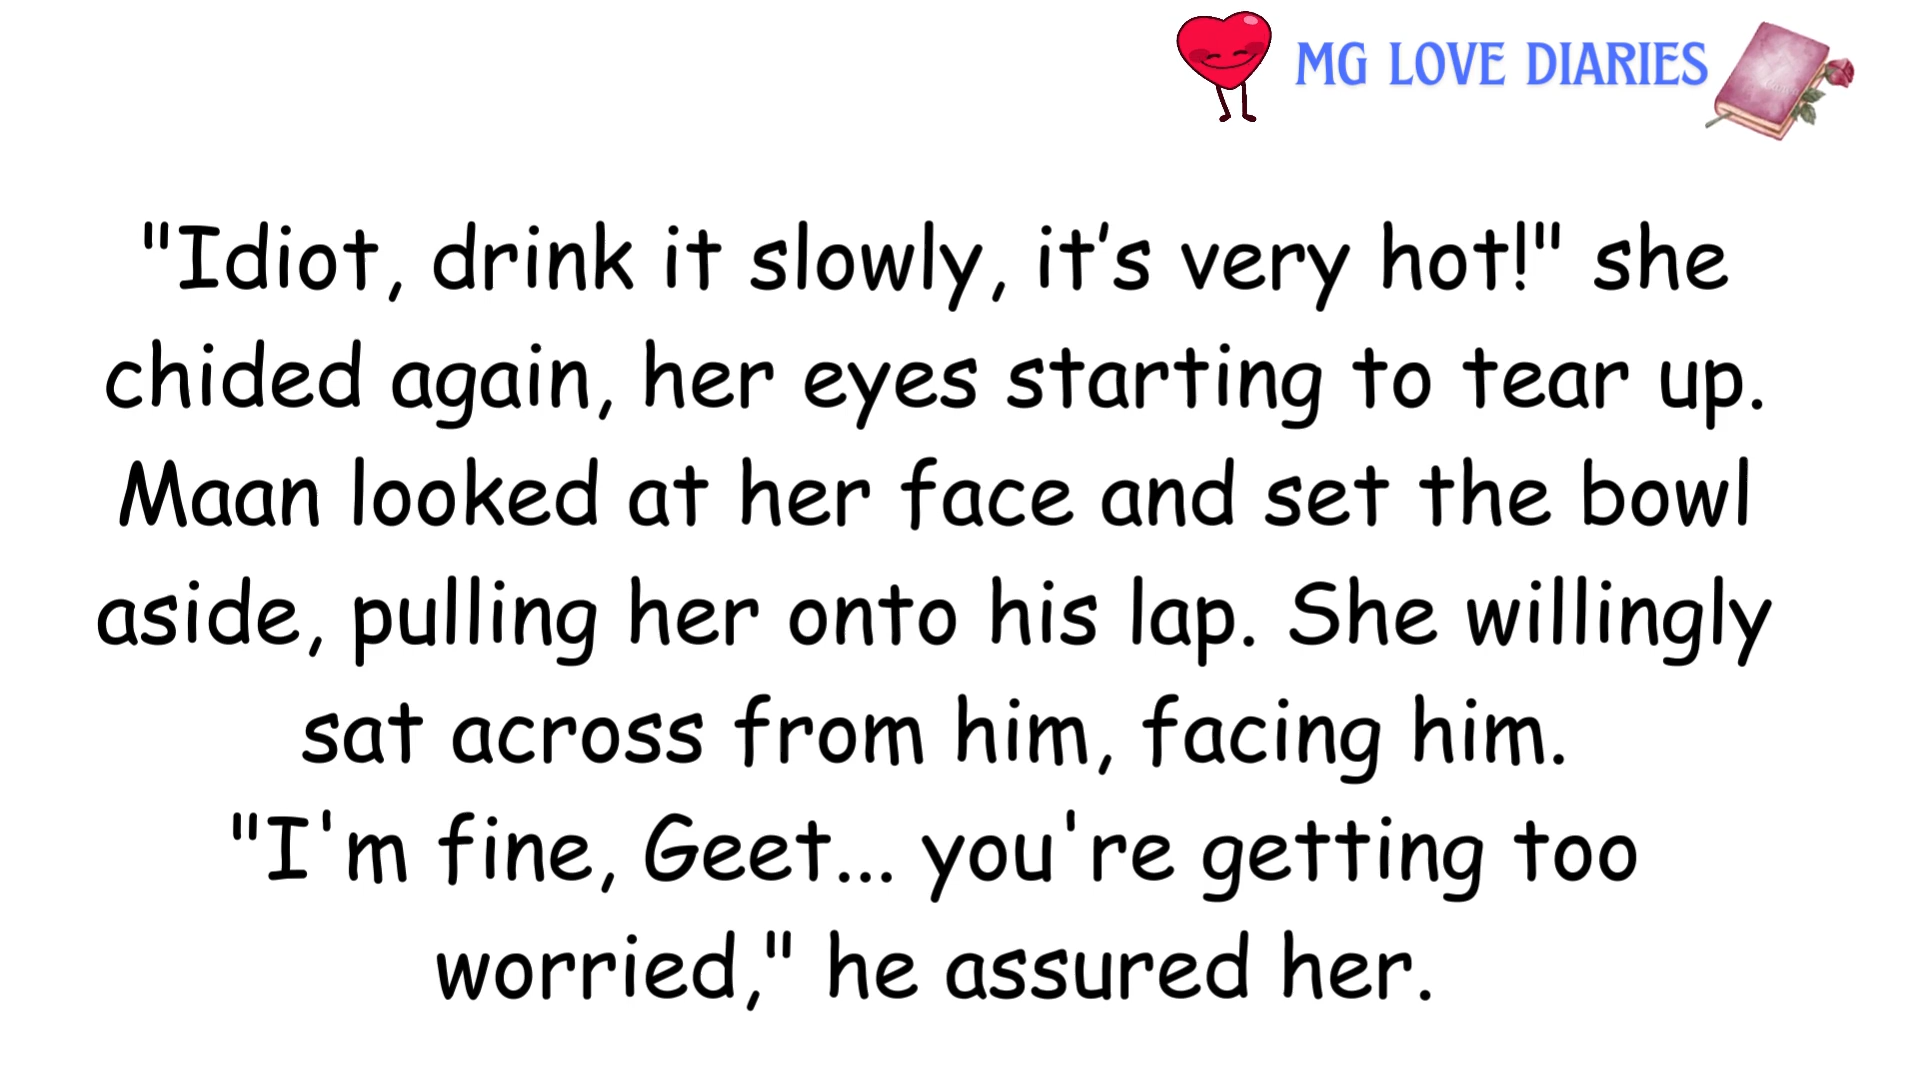 MG LOVE DIARIES
"Idiot, drink it slowly, it’s very hot!" she
chided again, her eyes starting to tear up.
Maan looked at her face and set the bowl
aside, pulling her onto his lap. She willingly
sat across from him, facing him.
"I'm fine, Geet... you're getting too
worried," he assured her.